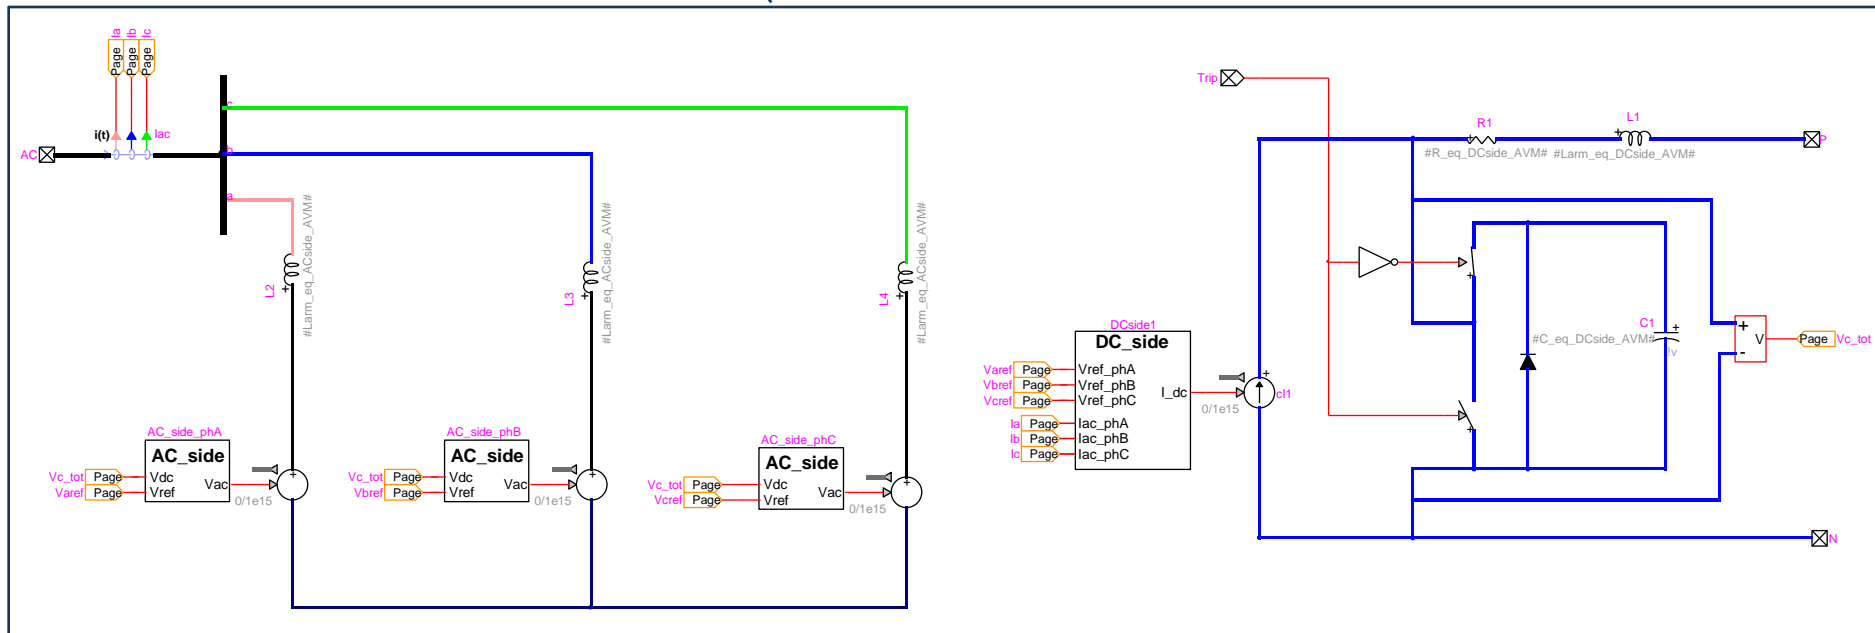 Ia
Ib
Ic
Page
Page
Page
i(t)
Iac
AC
c
b
a
L2
#Larm_eq_ACside_AVM#
L3
#Larm_eq_ACside_AVM#
L4
#Larm_eq_ACside_AVM#
AC_side_phA
AC_side
Vc_tot Page Vdc
Varef Page Vref
Vac
0/1e15
+
AC_side_phB
AC_side
Vc_tot Page Vdc
Vbref Page Vref
Vac
0/1e15
+
AC_side_phC
AC_side
Vc_tot Page Vdc
Vcref Page Vref
Vac
0/1e15
+
Trip
R1
#R_eq_DCside_AVM#
L1
#Larm_eq_DCside_AVM#
P
DCside1
DC_side
Varef Page Vref_phA
Vbref Page Vref_phB
Vcref Page Vref_phC
I_dc
Ia Page Iac_phA
Ib Page Iac_phB
Ic Page Iac_phC
0/1e15
cI1
C1
#C_eq_DCside_AVM#
!v
+
-
V
Page Vc_tot
N